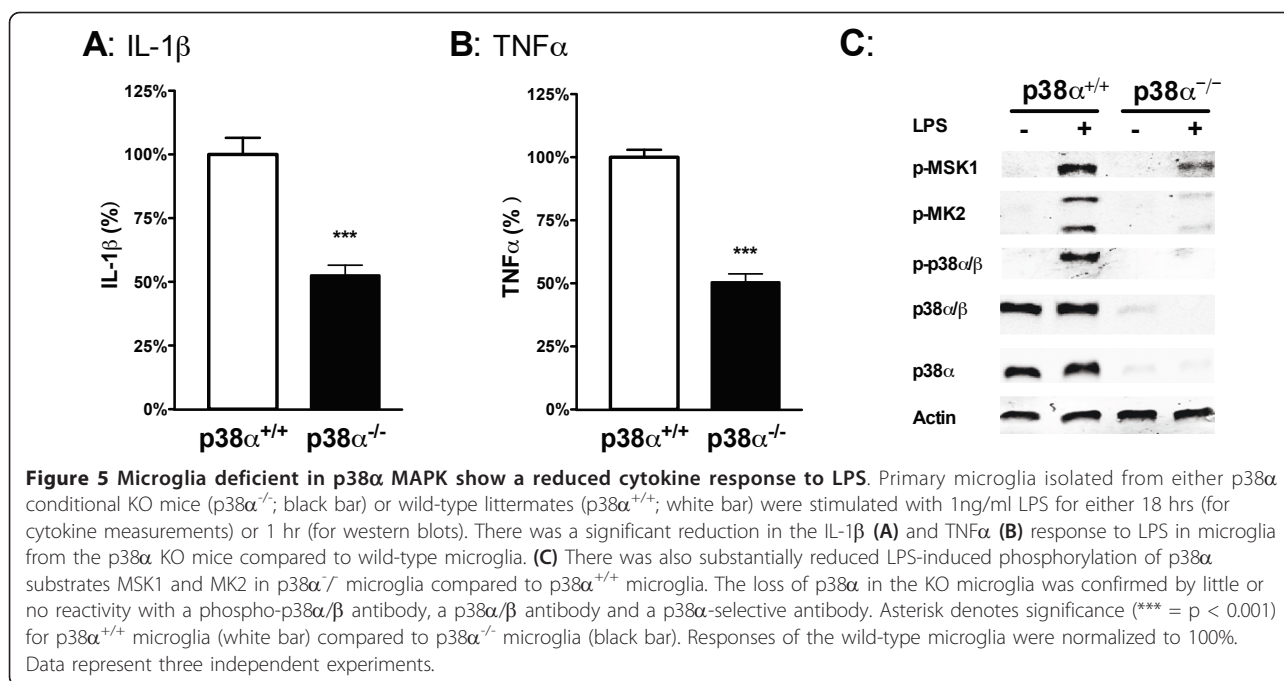 A: IL-1β
B: TNFα
C:
125%
100%
75%
50%
25%
0%
IL-1β (%)
***
p38α+/+ p38α-/-
125%
100%
75%
50%
25%
0%
TNFα (%)
***
p38α+/+ p38α-/-
p38α+/+ p38α−/−
LPS - + - +
p-MSK1
p-MK2
p-p38α/β
p38α/β
p38α
Actin
Figure 5 Microglia deficient in p38α MAPK show a reduced cytokine response to LPS. Primary microglia isolated from either p38α
conditional KO mice (p38α-/-; black bar) or wild-type littermates (p38α+/+; white bar) were stimulated with 1ng/ml LPS for either 18 hrs (for
cytokine measurements) or 1 hr (for western blots). There was a significant reduction in the IL-1β (A) and TNFα (B) response to LPS in microglia
from the p38α KO mice compared to wild-type microglia. (C) There was also substantially reduced LPS-induced phosphorylation of p38α
substrates MSK1 and MK2 in p38α-/- microglia compared to p38α+/+ microglia. The loss of p38α in the KO microglia was confirmed by little or
no reactivity with a phospho-p38α/β antibody, a p38α/β antibody and a p38α-selective antibody. Asterisk denotes significance (*** = p < 0.001)
for p38α+/+ microglia (white bar) compared to p38α-/- microglia (black bar). Responses of the wild-type microglia were normalized to 100%.
Data represent three independent experiments.